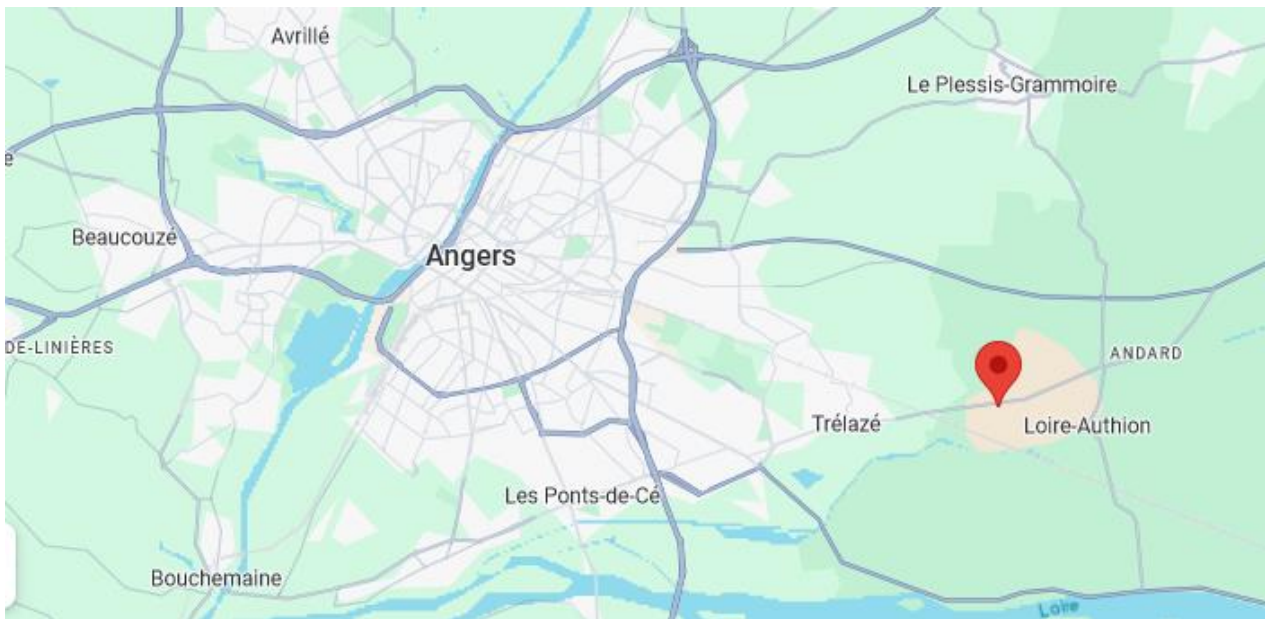 Avrillé
Le Plessis-Grammoire
e
Beaucouzé
Angers
DE-LINIÈRES
ANDARD
Trélazé
Loire-Authion
Les Ponts-de-Cé
Bouchemaine
Loire